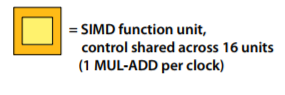 = SIMD function unit,
control shared across 16 units
(1 MUL-ADD per clock)